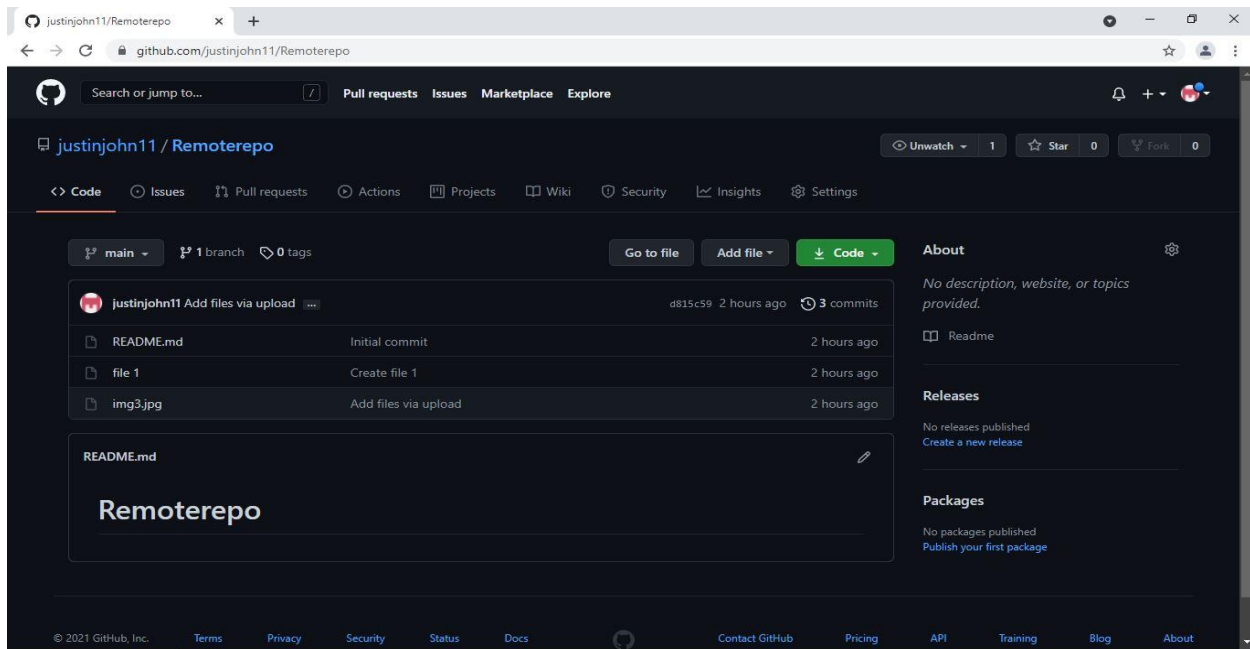 justinjohn11/Remoterepo
github.com/justinjohn11/Remoterepo
Search or jump to... / Pull requests Issues Marketplace Explore
justinjohn11 / Remoterepo Unwatch 1 Star 0 Fork 0
<> Code Issues Pull requests Actions Projects Wiki Security Insights Settings
main 1 branch 0 tags Go to file Add file Code
justinjohn11 Add files via upload ... d815c59 2 hours ago 3 commits
README.md Initial commit 2 hours ago
file 1 Create file 1 2 hours ago
img3.jpg Add files via upload 2 hours ago
README.md
Remoterepo
About
No description, website, or topics
provided.
Readme
Releases
No releases published
Create a new release
Packages
No packages published
Publish your first package
© 2021 GitHub, Inc. Terms Privacy Security Status Docs Contact GitHub Pricing API Training Blog About